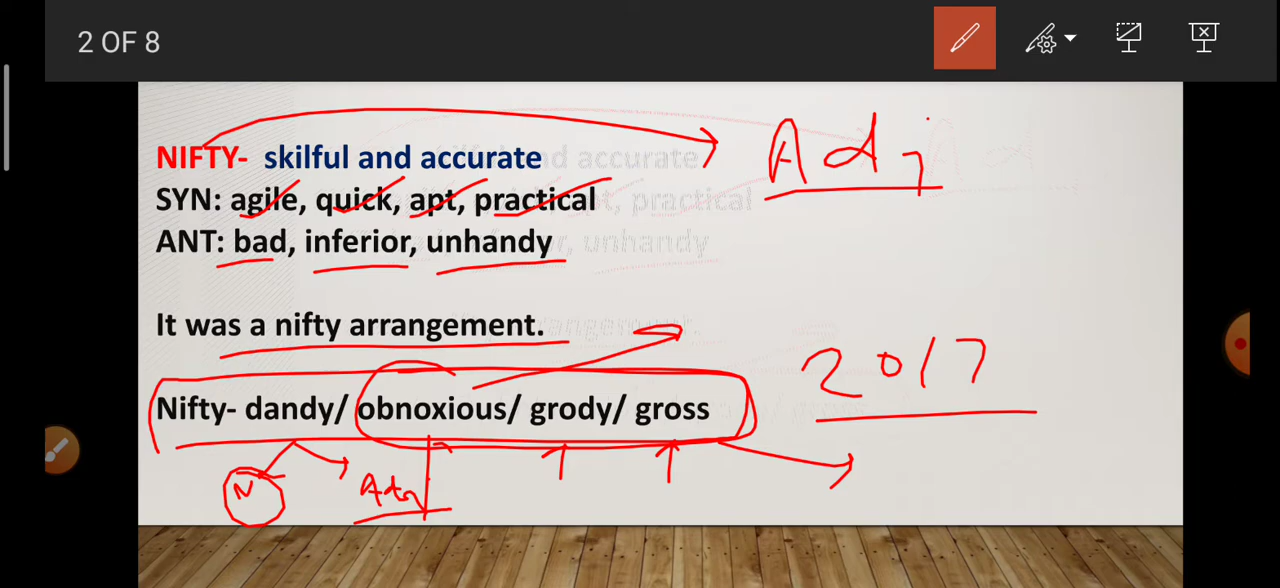 2 OF 8
NIFTY- skilful and accurate
Adj
SYN: agile, quick, apt, practical
ANT: bad, inferior, unhandy
It was a nifty arrangement.
2017
Nifty- dandy/ obnoxious/ grody/ gross
N Adj